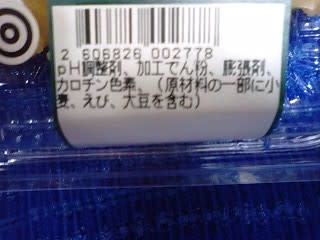 2 606826 002778
pH調整剤、加工でん粉、膨張剤、
カロチン色素、(原材料の一部に小
麦、えび、大豆を含む)